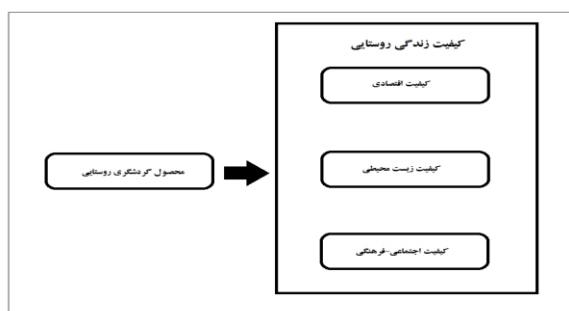 کیفیت زندگی روستایی
کیفیت اقتصادی
محصول گردشگری روستایی
کیفیت زیست محیطی
کیفیت اجتماعی-فرهنگی